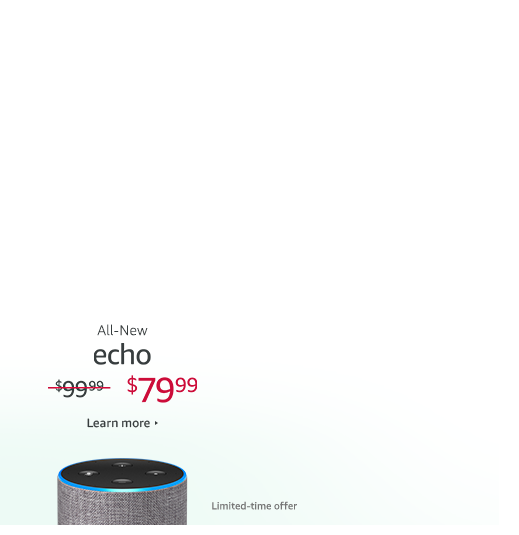 All-New
echo
$99.99 $79.99
Learn more ▸
Limited-time offer